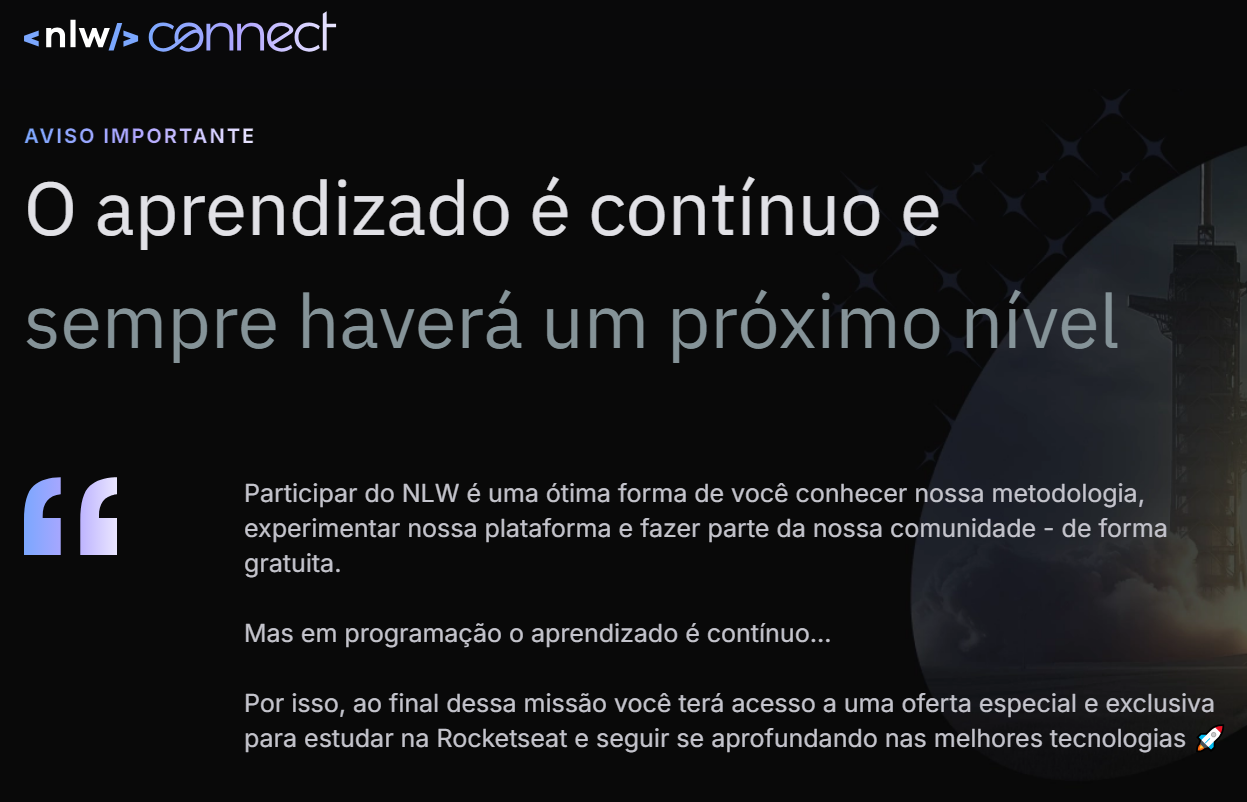 <nlw/> connect
AVISO IMPORTANTE
O aprendizado é contínuo e
sempre haverá um próximo nível
“
Participar do NLW é uma ótima forma de você conhecer nossa metodologia,
experimentar nossa plataforma e fazer parte da nossa comunidade - de forma
gratuita.
Mas em programação o aprendizado é contínuo...
Por isso, ao final dessa missão você terá acesso a uma oferta especial e exclusiva
para estudar na Rocketseat e seguir se aprofundando nas melhores tecnologias 🚀